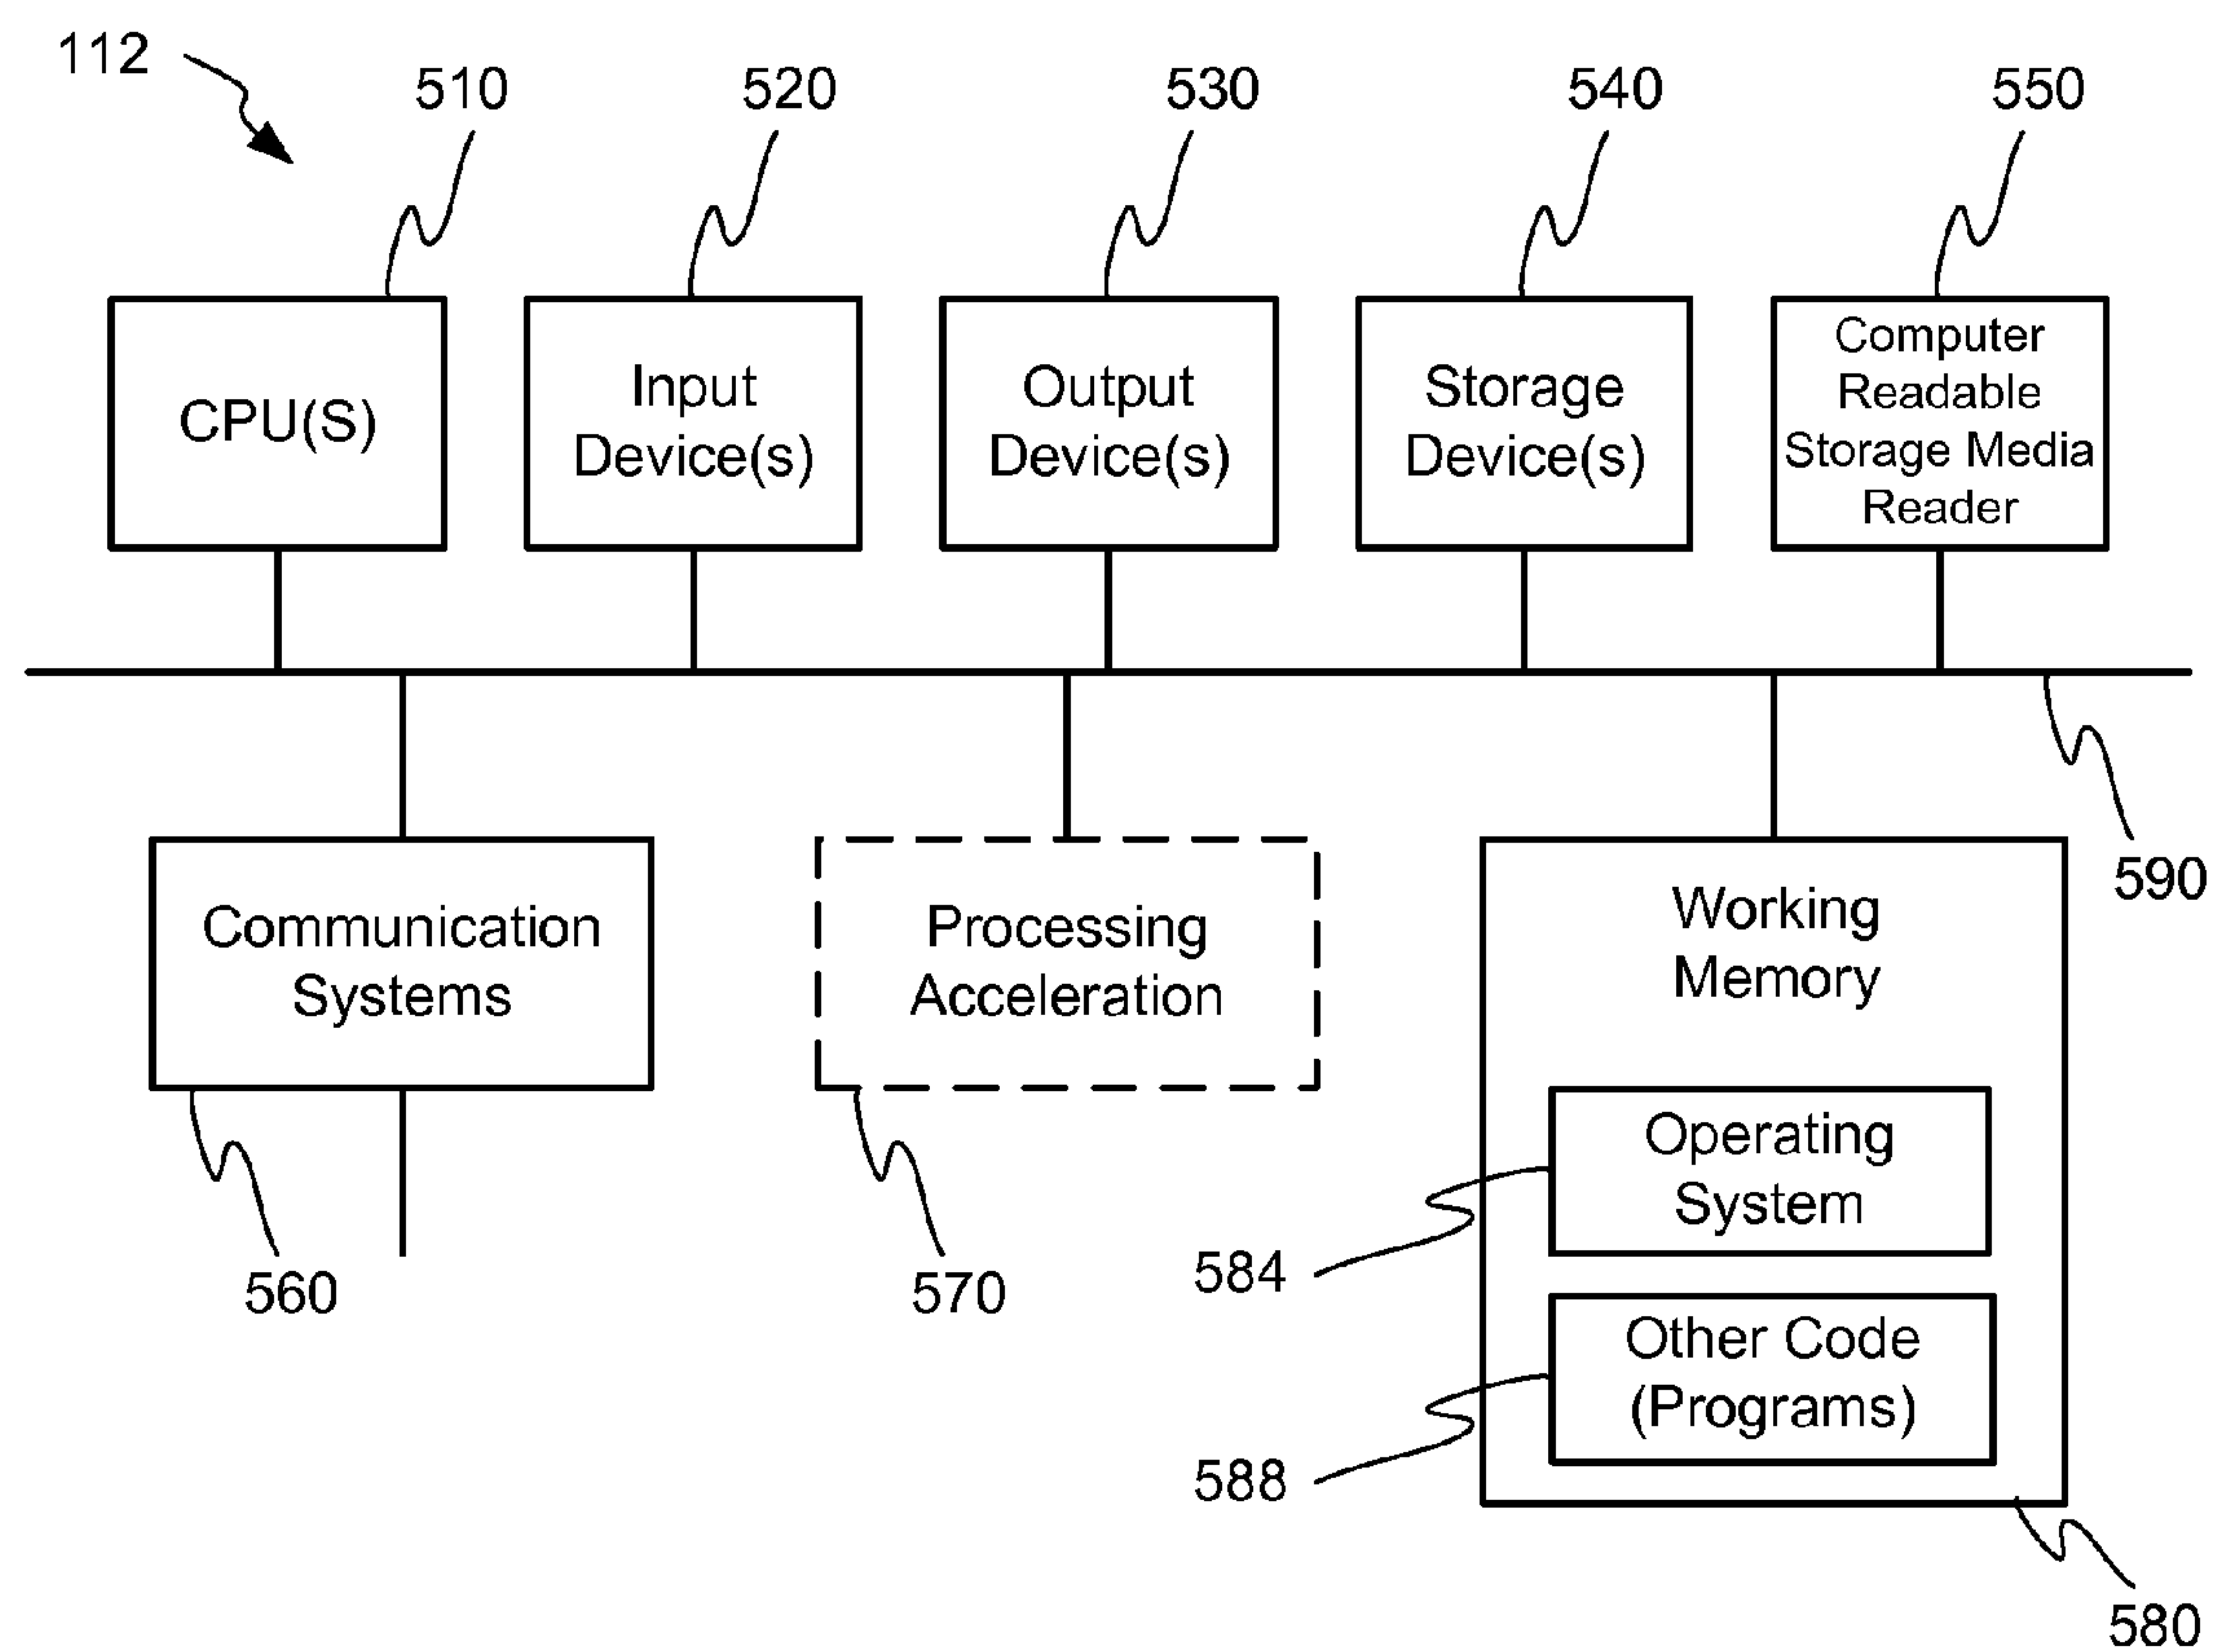 112
510
520
530
540
550
CPU(S)
Input
Device(s)
Output
Device(s)
Storage
Device(s)
Computer
Readable
Storage Media
Reader
590
Communication
Systems
Processing
Acceleration
Working
Memory
Operating
System
584
560
570
Other Code
(Programs)
588
580